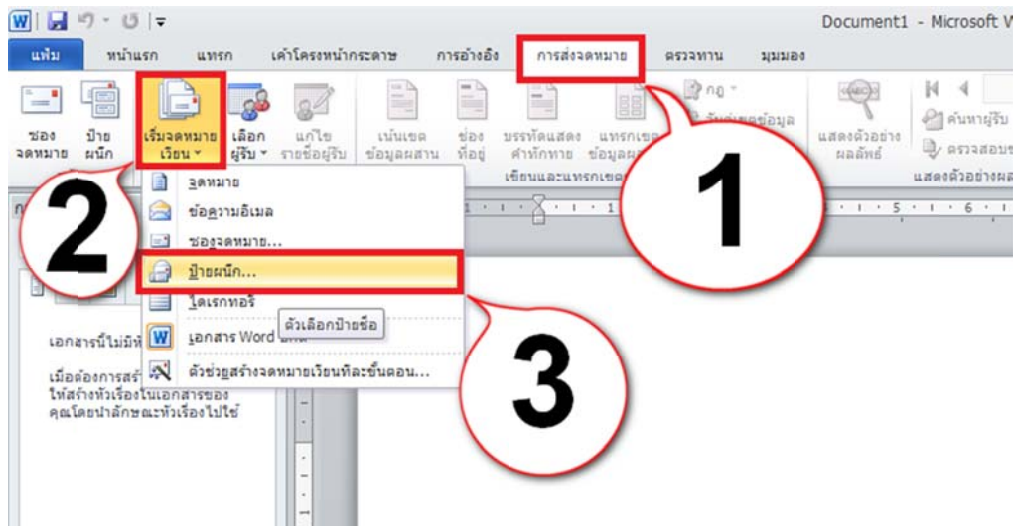 Document1 - Microsoft W
แฟ้ม หน้าแรก แทรก เค้าโครงหน้ากระดาษ การอ้างอิง การส่งจดหมาย ตรวจทาน มุมมอง
ซอง
จดหมาย
ป้าย
ผนึก
เริ่มจดหมาย
เวียน
เลือก
ผู้รับ
แก้ไข
รายชื่อผู้รับ
เน้นเขต
ข้อมูลผสาน
ช่อง
ที่อยู่
บรรทัดแสดง
คำทักทาย
แทรกเขต
กฎ
แสดงตัวอย่าง
ผลลัพธ์
ค้นหาผู้รับ
ตรวจสอบ
จดหมาย
ข้อความอีเมล
ซองจดหมาย...
ป้ายผนึก...
ไดเรกทอรี
ตัวเลือกป้ายชื่อ
เอกสาร Word
ตัวช่วยสร้างจดหมายเวียนทีละขั้นตอน...
เอกสารนี้ไม่มี
เมื่อต้องการ
ให้สร้างหัวเรื่องในเอกสารของ
คุณโดยนำลักษณะหัวเรื่องไปใช้
1
2
3